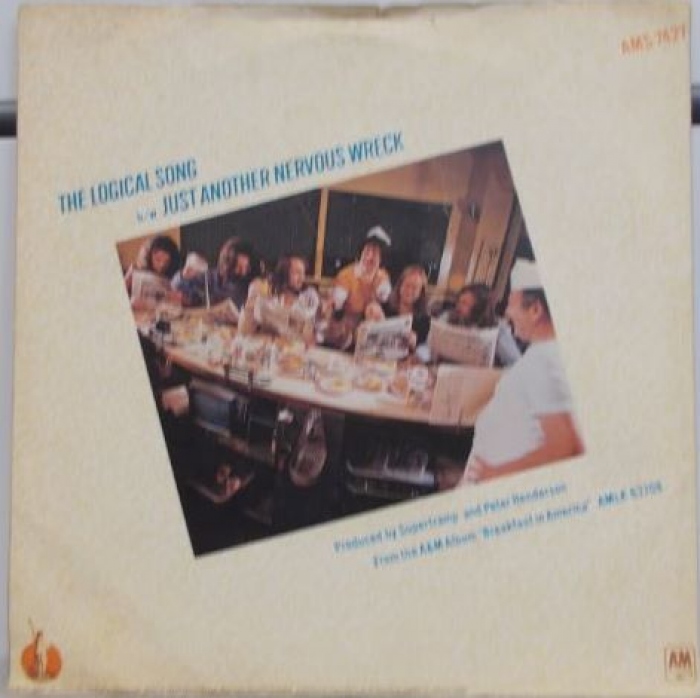 AMS 7427
THE LOGICAL SONG
b/w JUST ANOTHER NERVOUS WRECK
Produced by Supertramp and Peter Henderson
From the A&M Album "Breakfast in America" AMLK 63708
AM